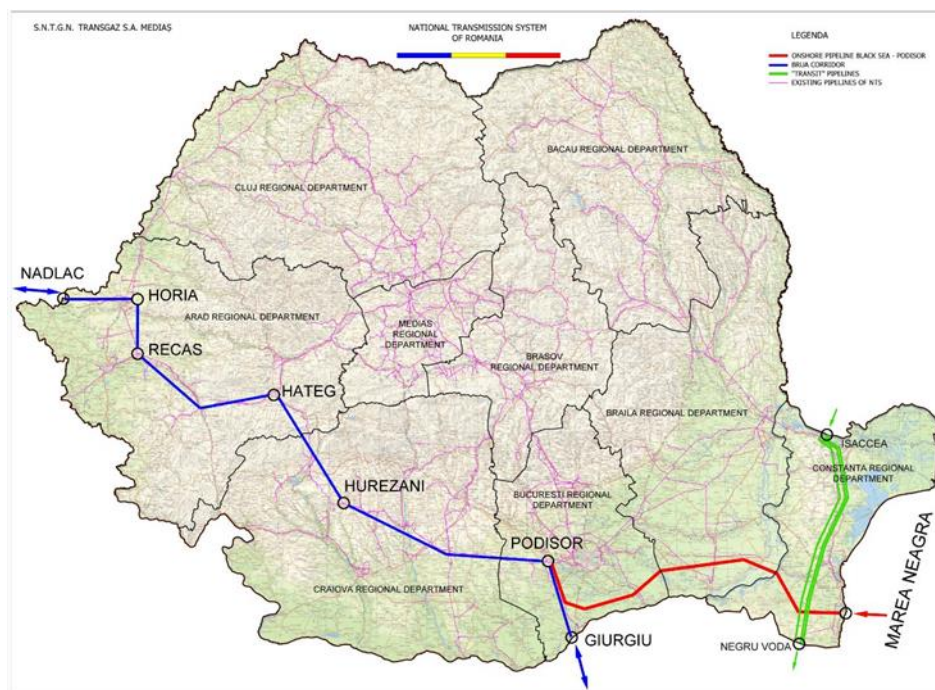 S.N.T.G.N. TRANSGAZ S.A. MEDIAȘ
NATIONAL TRANSMISSION SYSTEM
OF ROMANIA
LEGENDA
ONSHORE PIPELINE BLACK SEA - PODISOR
BRUA CORRIDOR
"TRANSIT" PIPELINES
EXISTING PIPELINES OF NTS
BACAU REGIONAL DEPARTMENT
CLUJ REGIONAL DEPARTMENT
NADLAC
HORIA
ARAD REGIONAL DEPARTMENT
MEDIAS
REGIONAL
DEPARTMENT
RECAS
BRASOV
REGIONAL DEPARTMENT
HATEG
BRAILA REGIONAL DEPARTMENT
ISACCEA
CONSTANTA REGIONAL
DEPARTMENT
HUREZANI
BUCURESTI REGIONAL
DEPARTMENT
PODISOR
CRAIOVA REGIONAL DEPARTMENT
MAREA NEAGRA
GIURGIU
NEGRU VODA